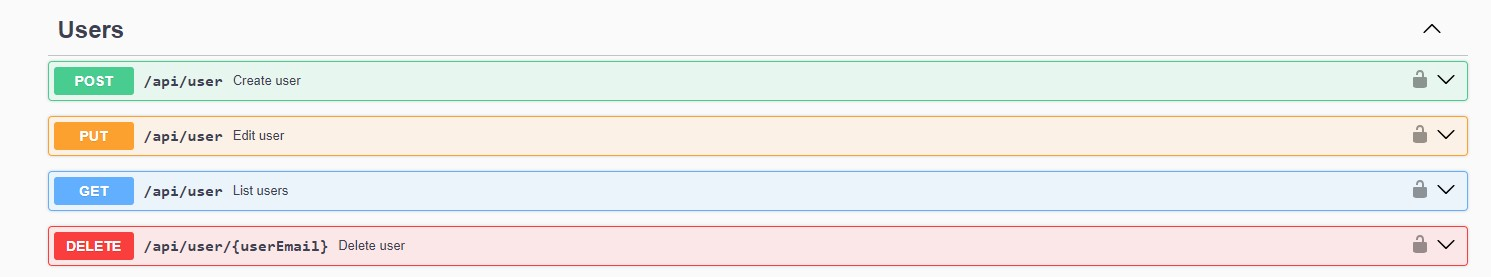 Users
POST /api/user Create user
PUT /api/user Edit user
GET /api/user List users
DELETE /api/user/{userEmail} Delete user